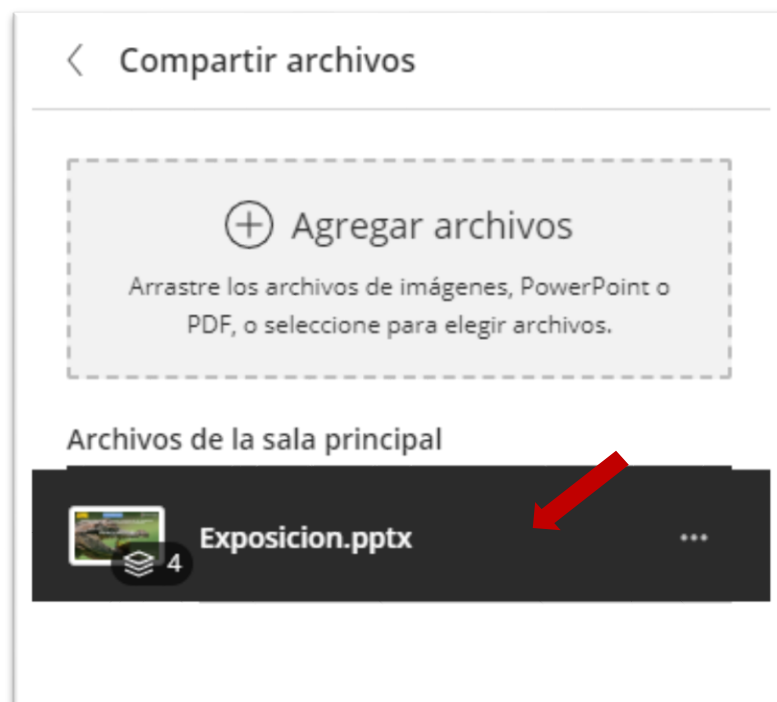 Compartir archivos
Agregar archivos
Arrastre los archivos de imágenes, PowerPoint o
PDF, o seleccione para elegir archivos.
Archivos de la sala principal
Exposicion.pptx
4